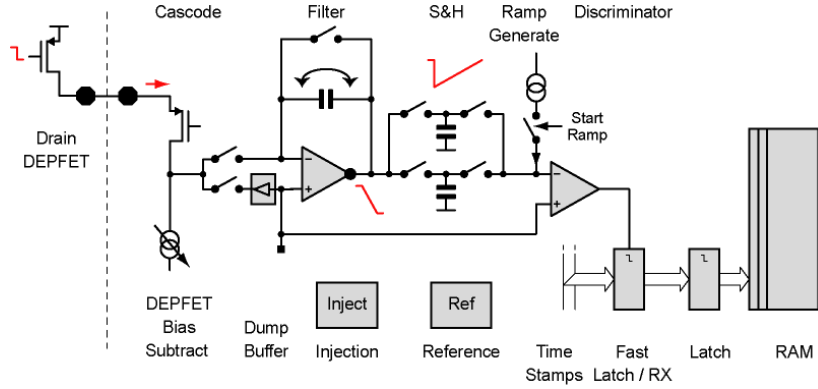 Cascode
Filter
S&H
Ramp
Generate
Discriminator
Start
Ramp
Drain
DEPFET
−
+
−
+
DEPFET
Bias
Subtract
Dump
Buffer
Inject
Injection
Ref
Reference
Time
Stamps
Fast
Latch / RX
Latch
RAM